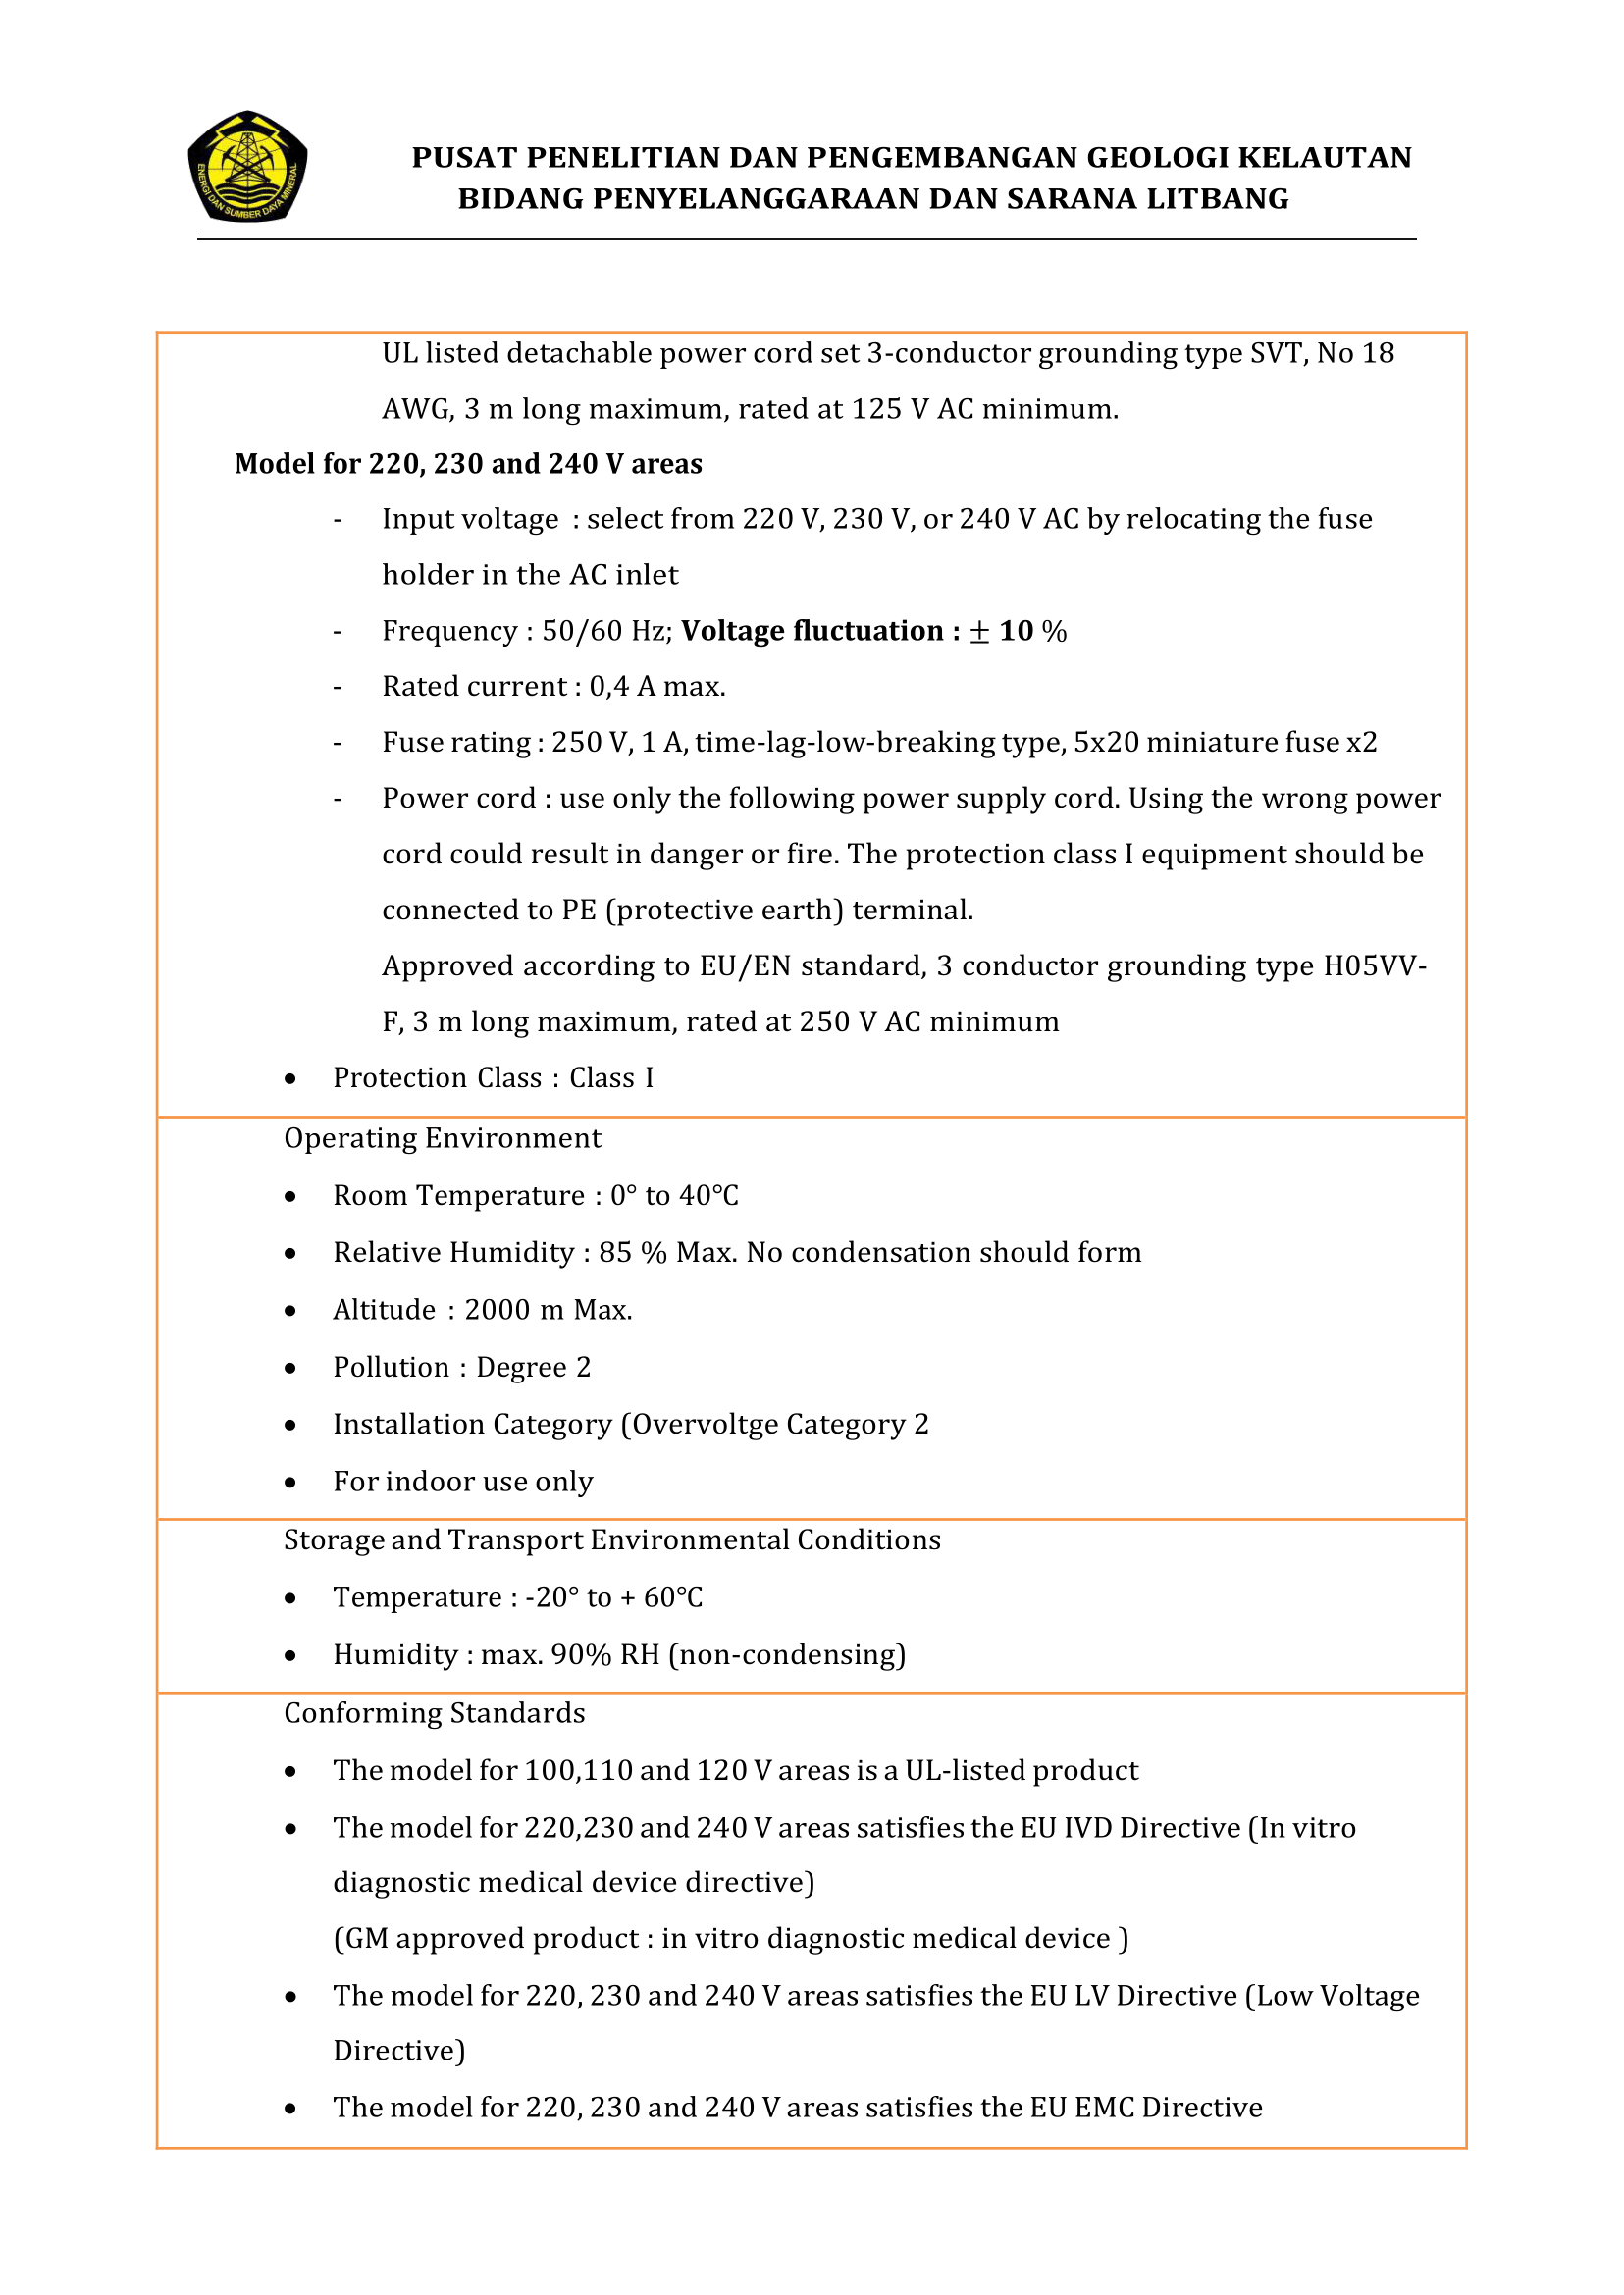 ENERGI DAN SUMBER DAYA MINERAL
PUSAT PENELITIAN DAN PENGEMBANGAN GEOLOGI KELAUTAN
BIDANG PENYELANGGARAAN DAN SARANA LITBANG
UL listed detachable power cord set 3-conductor grounding type SVT, No 18
AWG, 3 m long maximum, rated at 125 V AC minimum.
Model for 220, 230 and 240 V areas
- Input voltage : select from 220 V, 230 V, or 240 V AC by relocating the fuse
holder in the AC inlet
- Frequency : 50/60 Hz; Voltage fluctuation : ± 10 %
- Rated current : 0,4 A max.
- Fuse rating : 250 V, 1 A, time-lag-low-breaking type, 5x20 miniature fuse x2
- Power cord : use only the following power supply cord. Using the wrong power
cord could result in danger or fire. The protection class I equipment should be
connected to PE (protective earth) terminal.
Approved according to EU/EN standard, 3 conductor grounding type H05VV-
F, 3 m long maximum, rated at 250 V AC minimum
• Protection Class : Class I
Operating Environment
• Room Temperature : 0° to 40°C
• Relative Humidity : 85 % Max. No condensation should form
• Altitude : 2000 m Max.
• Pollution : Degree 2
• Installation Category (Overvoltge Category 2
• For indoor use only
Storage and Transport Environmental Conditions
• Temperature : -20° to + 60°C
• Humidity : max. 90% RH (non-condensing)
Conforming Standards
• The model for 100,110 and 120 V areas is a UL-listed product
• The model for 220,230 and 240 V areas satisfies the EU IVD Directive (In vitro
diagnostic medical device directive)
(GM approved product : in vitro diagnostic medical device )
• The model for 220, 230 and 240 V areas satisfies the EU LV Directive (Low Voltage
Directive)
• The model for 220, 230 and 240 V areas satisfies the EU EMC Directive